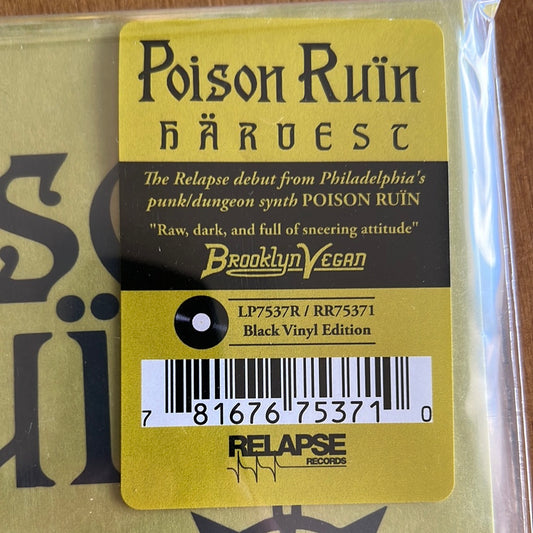 Poison Ruïn
HÄRVEST
The Relapse debut from Philadelphia's
punk/dungeon synth POISON RUÏN
"Raw, dark, and full of sneering attitude"
BrooklynVegan
LP7537R / RR75371
Black Vinyl Edition
7 81676 75371 0
RELAPSE
RECORDS